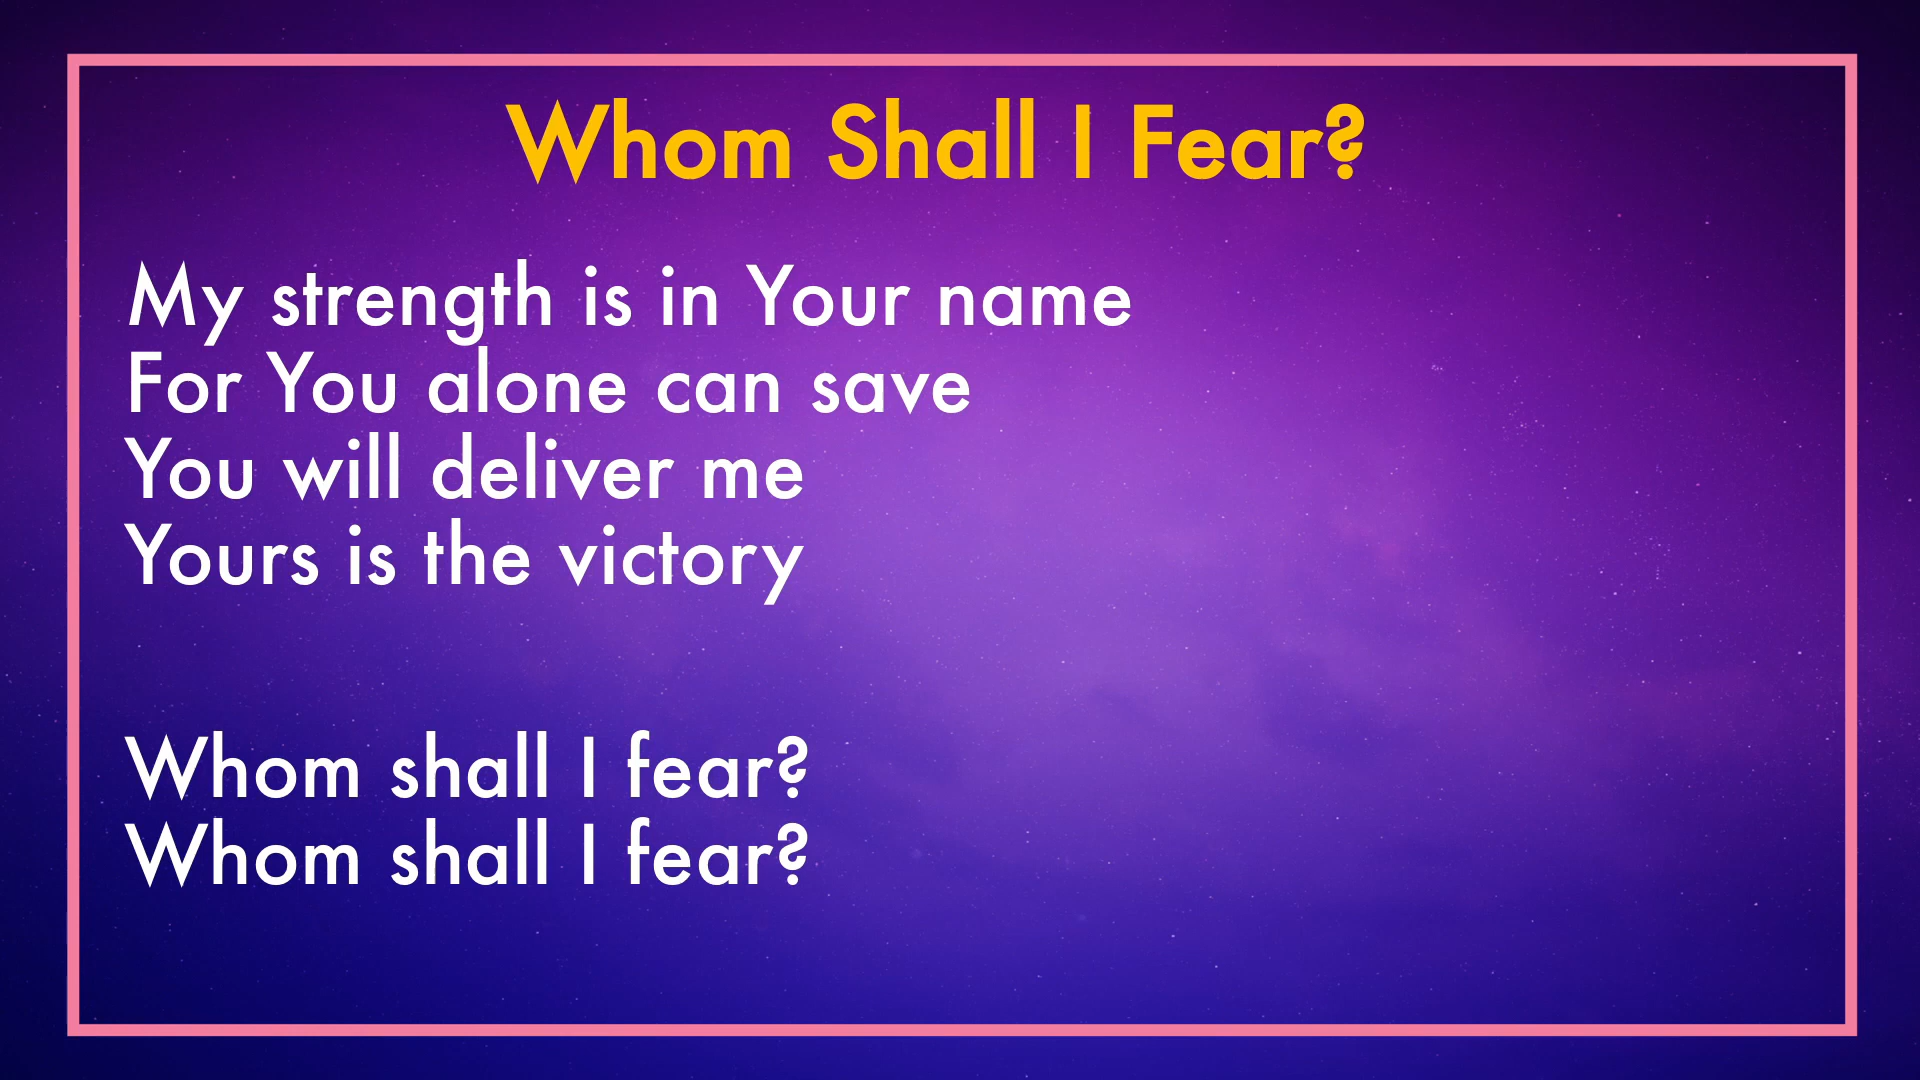 Whom Shall I Fear?
My strength is in Your name
For You alone can save
You will deliver me
Yours is the victory
Whom shall I fear?
Whom shall I fear?